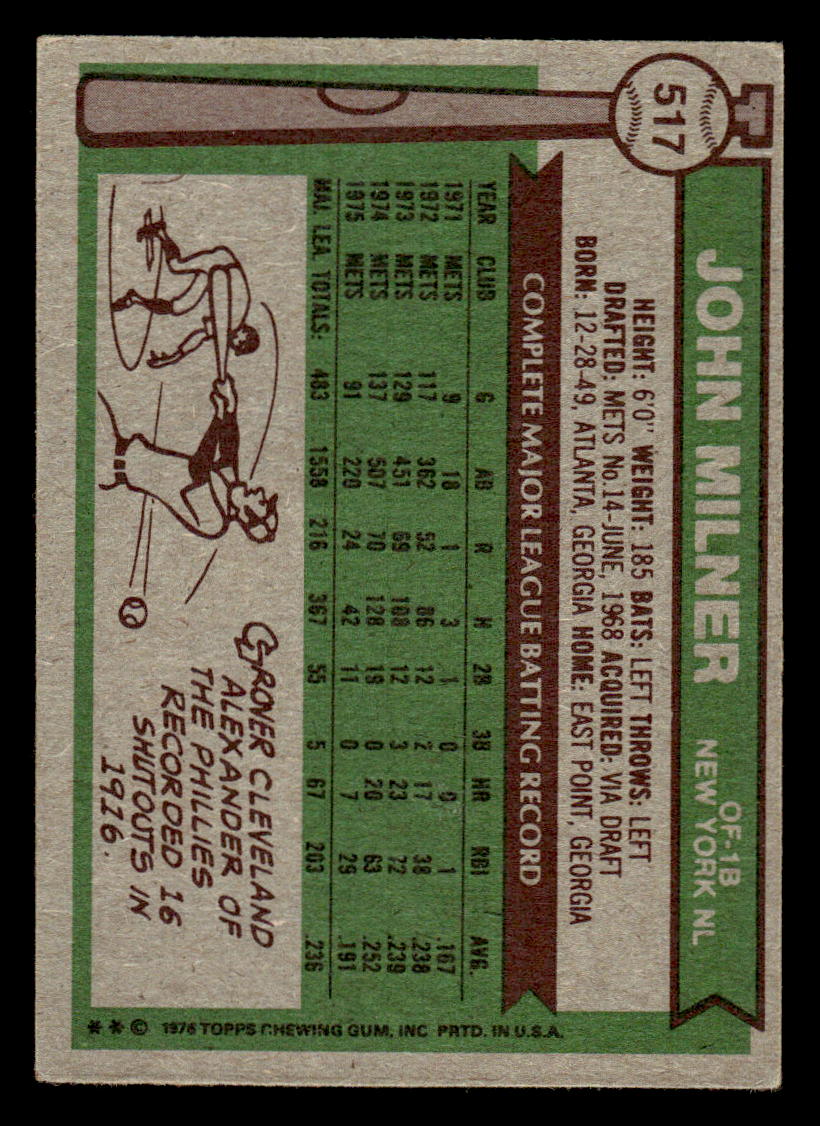 517
JOHN MILNER
OF-1B
NEW YORK NL
HEIGHT: 6'0" WEIGHT: 185 BATS: LEFT THROWS: LEFT
DRAFTED: METS No.14-JUNE, 1968 ACQUIRED: VIA DRAFT
BORN: 12-28-49, ATLANTA, GEORGIA HOME: EAST POINT, GEORGIA
COMPLETE MAJOR LEAGUE BATTING RECORD
YEAR CLUB G AB R H 2B 3B HR RBI AVG.
1971 METS 9 18 1 3 1 0 0 1 .167
1972 METS 117 362 52 86 12 2 17 38 .238
1973 METS 129 451 69 108 12 3 23 72 .239
1974 METS 137 507 70 128 19 0 20 63 .252
1975 METS 91 220 24 42 11 0 7 29 .191
MAJ. LEA. TOTALS: 483 1558 216 367 55 5 67 203 .236
GROVER CLEVELAND
ALEXANDER OF
THE PHILLIES
RECORDED 16
SHUTOUTS IN
1916.
* * © 1976 TOPPS CHEWING GUM, INC PRTD. IN U.S.A.